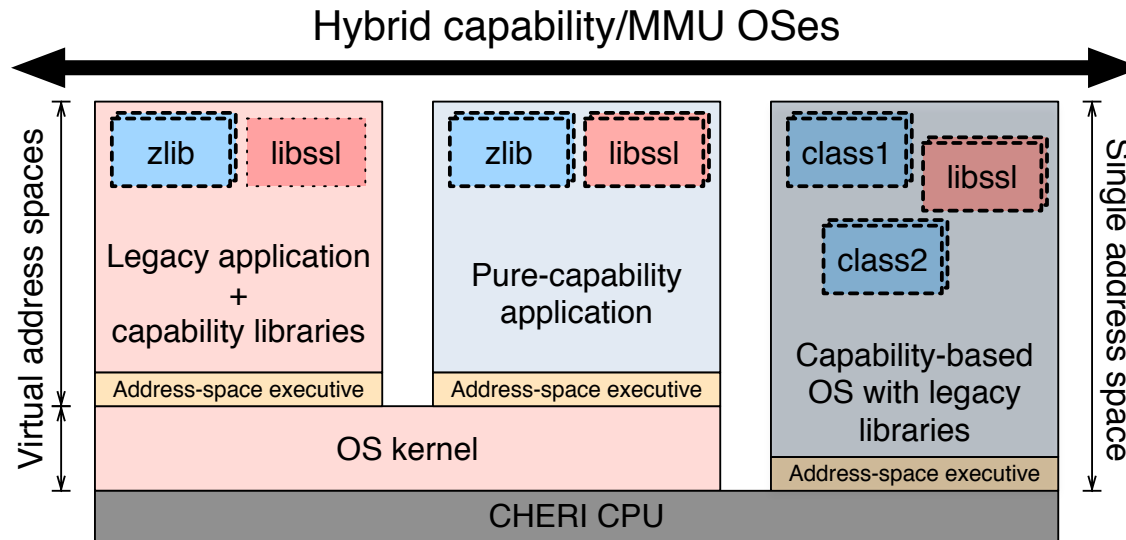 Hybrid capability/MMU OSes
Virtual address spaces
zlib
libssl
Legacy application
+
capability libraries
Address-space executive
zlib
libssl
Pure-capability
application
Address-space executive
OS kernel
class1
libssl
class2
Capability-based
OS with legacy
libraries
Address-space executive
Single address space
CHERI CPU